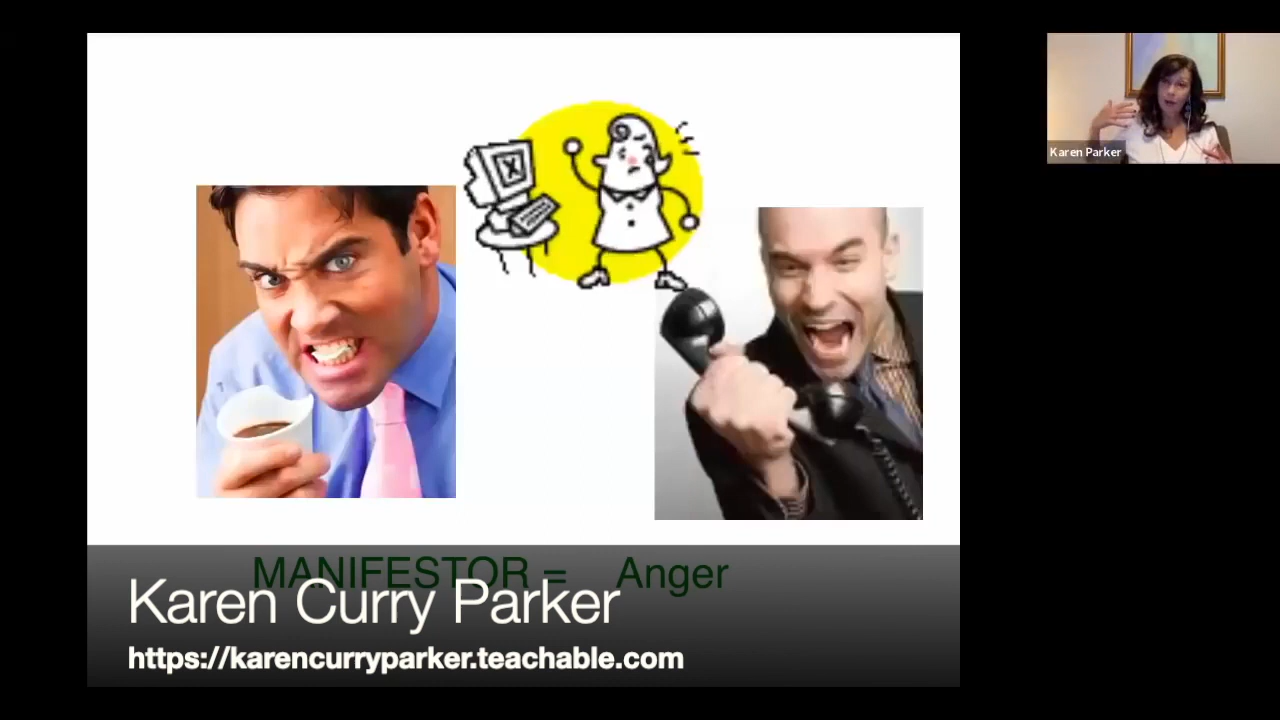 Karen Parker
MANIFESTOR = Anger
Karen Curry Parker
https://karencurryparker.teachable.com